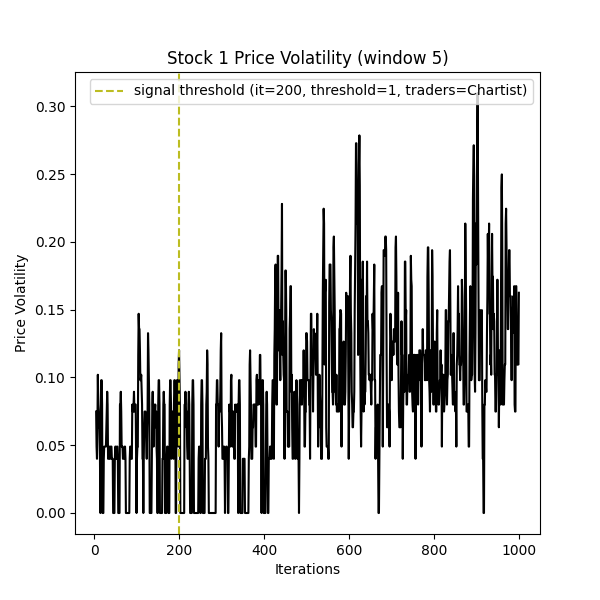 Stock 1 Price Volatility (window 5)
signal threshold (it=200, threshold=1, traders=Chartist)
Price Volatility
0.30
0.25
0.20
0.15
0.10
0.05
0.00
0 200 400 600 800 1000
Iterations